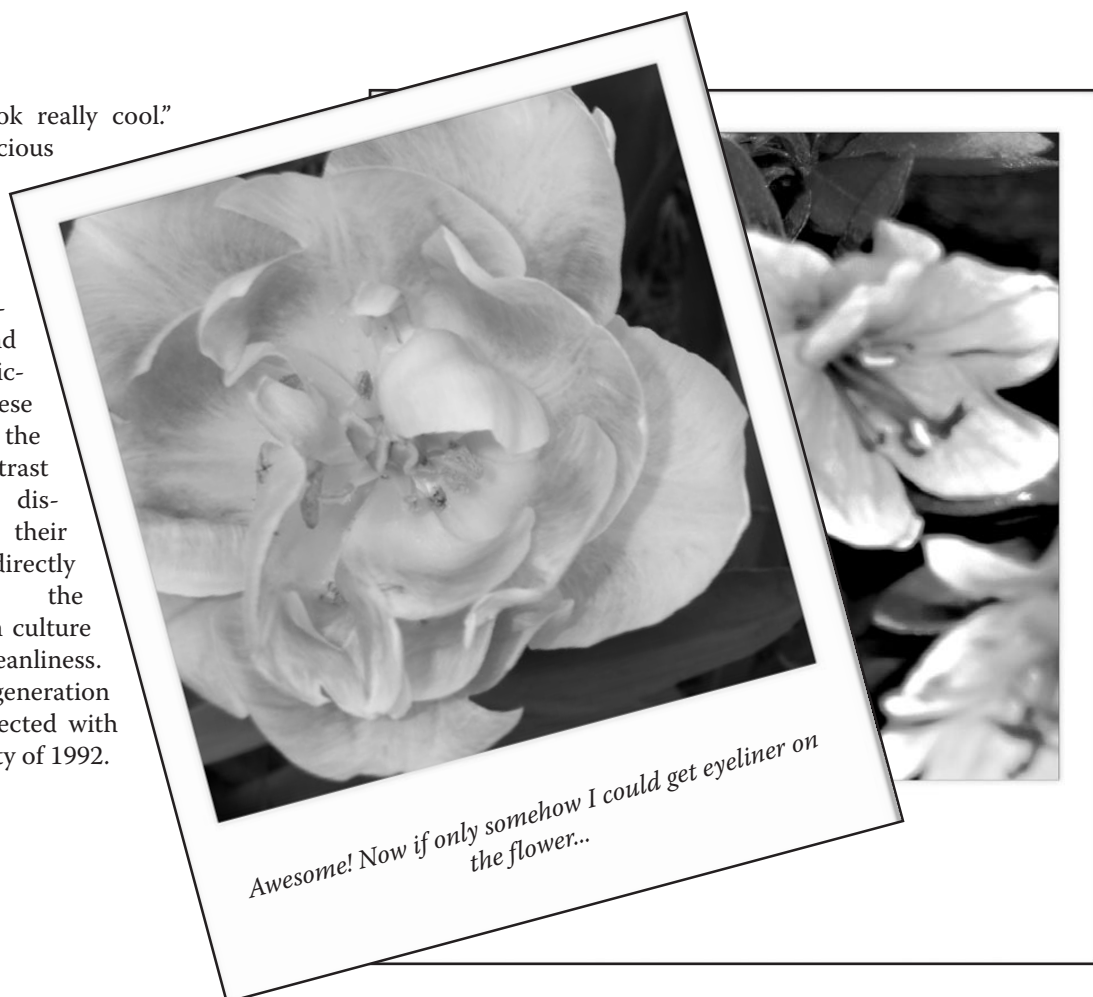 ok really cool.”
cious
-
nd
ic-
ese
the
trast
dis-
their
directly
the
n culture
eanliness.
generation
ected with
ty of 1992.
Awesome! Now if only somehow I could get eyeliner on
the flower...